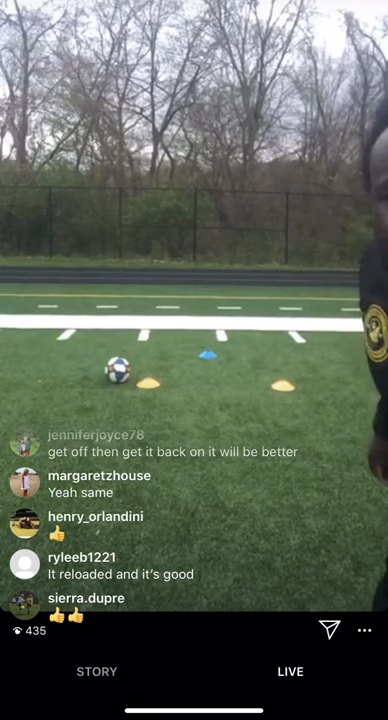 jenniferjoyce78
get off then get it back on it will be better
margaretzhouse
Yeah same
henry_orlandini
👍
ryleeb1221
It reloaded and it’s good
sierra.dupre
👍👍
435
STORY
LIVE